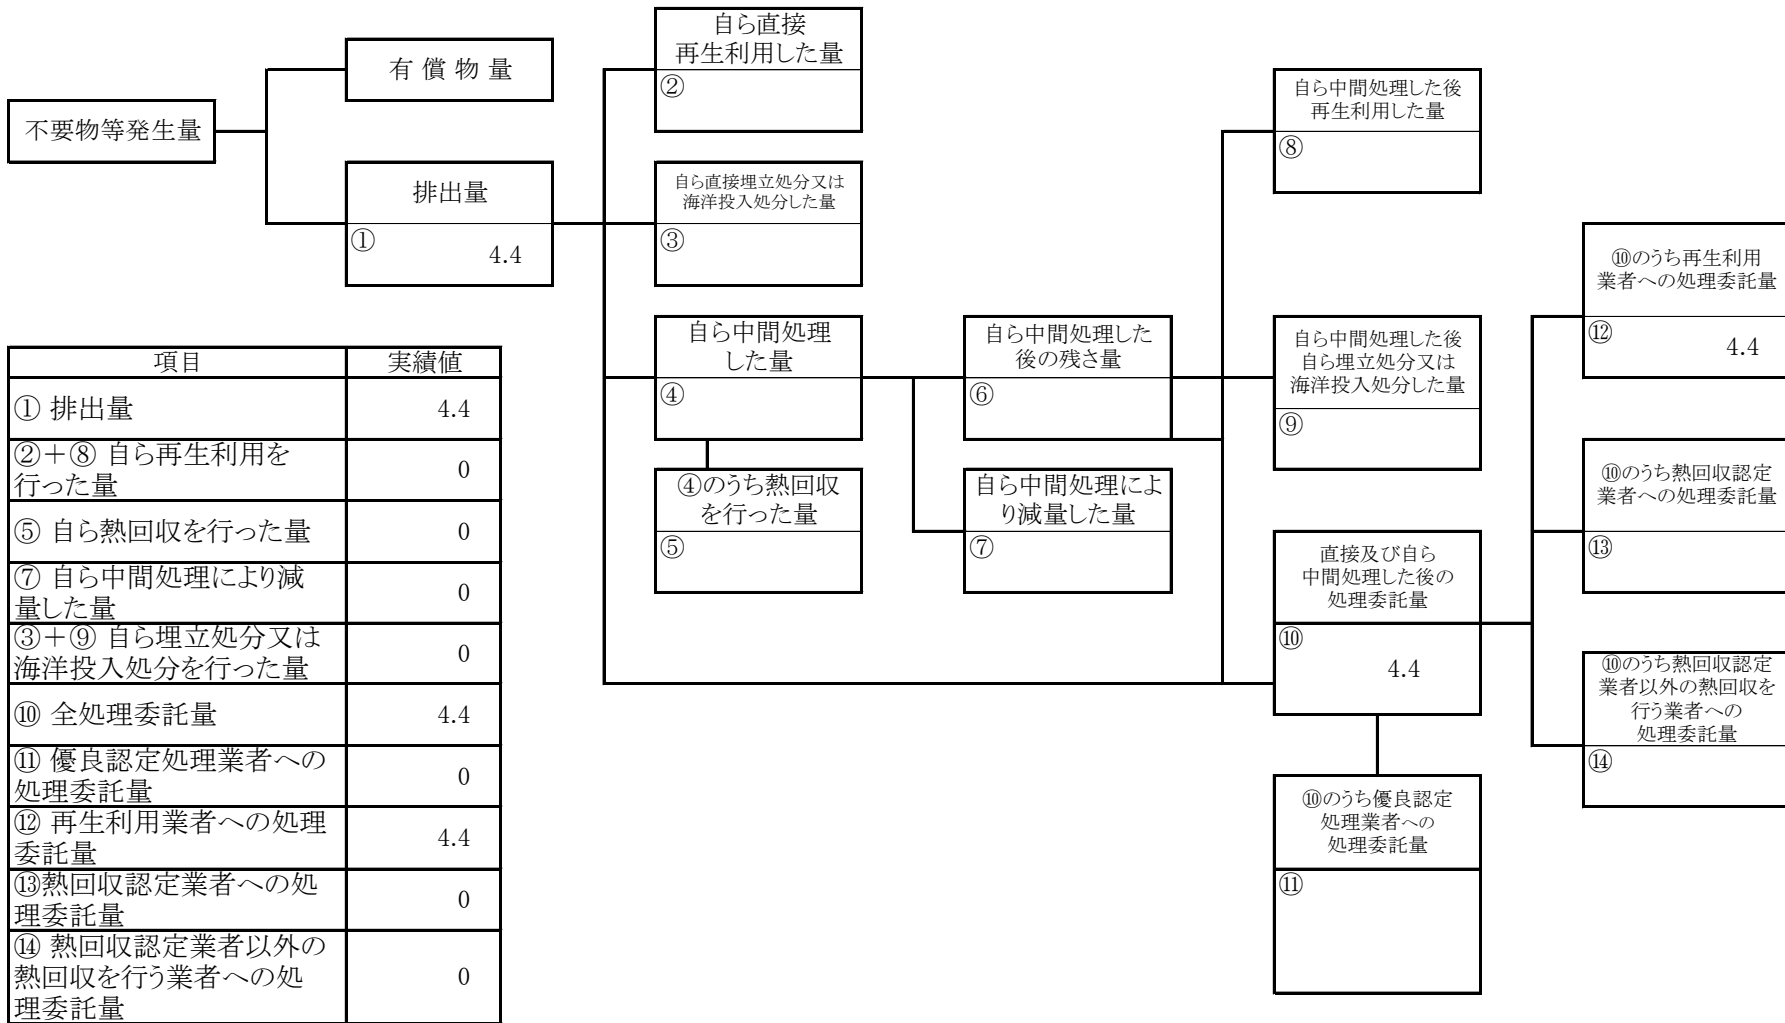 不要物等発生量
有 償 物 量
排出量
①
4.4
自ら直接
再生利用した量
②
自ら直接埋立処分又は
海洋投入処分した量
③
自ら中間処理
した量
④
④のうち熱回収
を行った量
⑤
自ら中間処理した
後の残さ量
⑥
自ら中間処理によ
り減量した量
⑦
自ら中間処理した後
再生利用した量
⑧
自ら中間処理した後
自ら埋立処分又は
海洋投入処分した量
⑨
直接及び自ら
中間処理した後の
処理委託量
⑩
4.4
⑩のうち優良認定
処理業者への
処理委託量
⑪
⑩のうち再生利用
業者への処理委託量
⑫
4.4
⑩のうち熱回収認定
業者への処理委託量
⑬
⑩のうち熱回収認定
業者以外の熱回収を
行う業者への
処理委託量
⑭
項目 実績値
① 排出量 4.4
②＋⑧ 自ら再生利用を
行った量 0
⑤ 自ら熱回収を行った量 0
⑦ 自ら中間処理により減
量した量 0
③＋⑨ 自ら埋立処分又は
海洋投入処分を行った量 0
⑩ 全処理委託量 4.4
⑪ 優良認定処理業者への
処理委託量 0
⑫ 再生利用業者への処理
委託量 4.4
⑬熱回収認定業者への処
理委託量 0
⑭ 熱回収認定業者以外の
熱回収を行う業者への処
理委託量 0